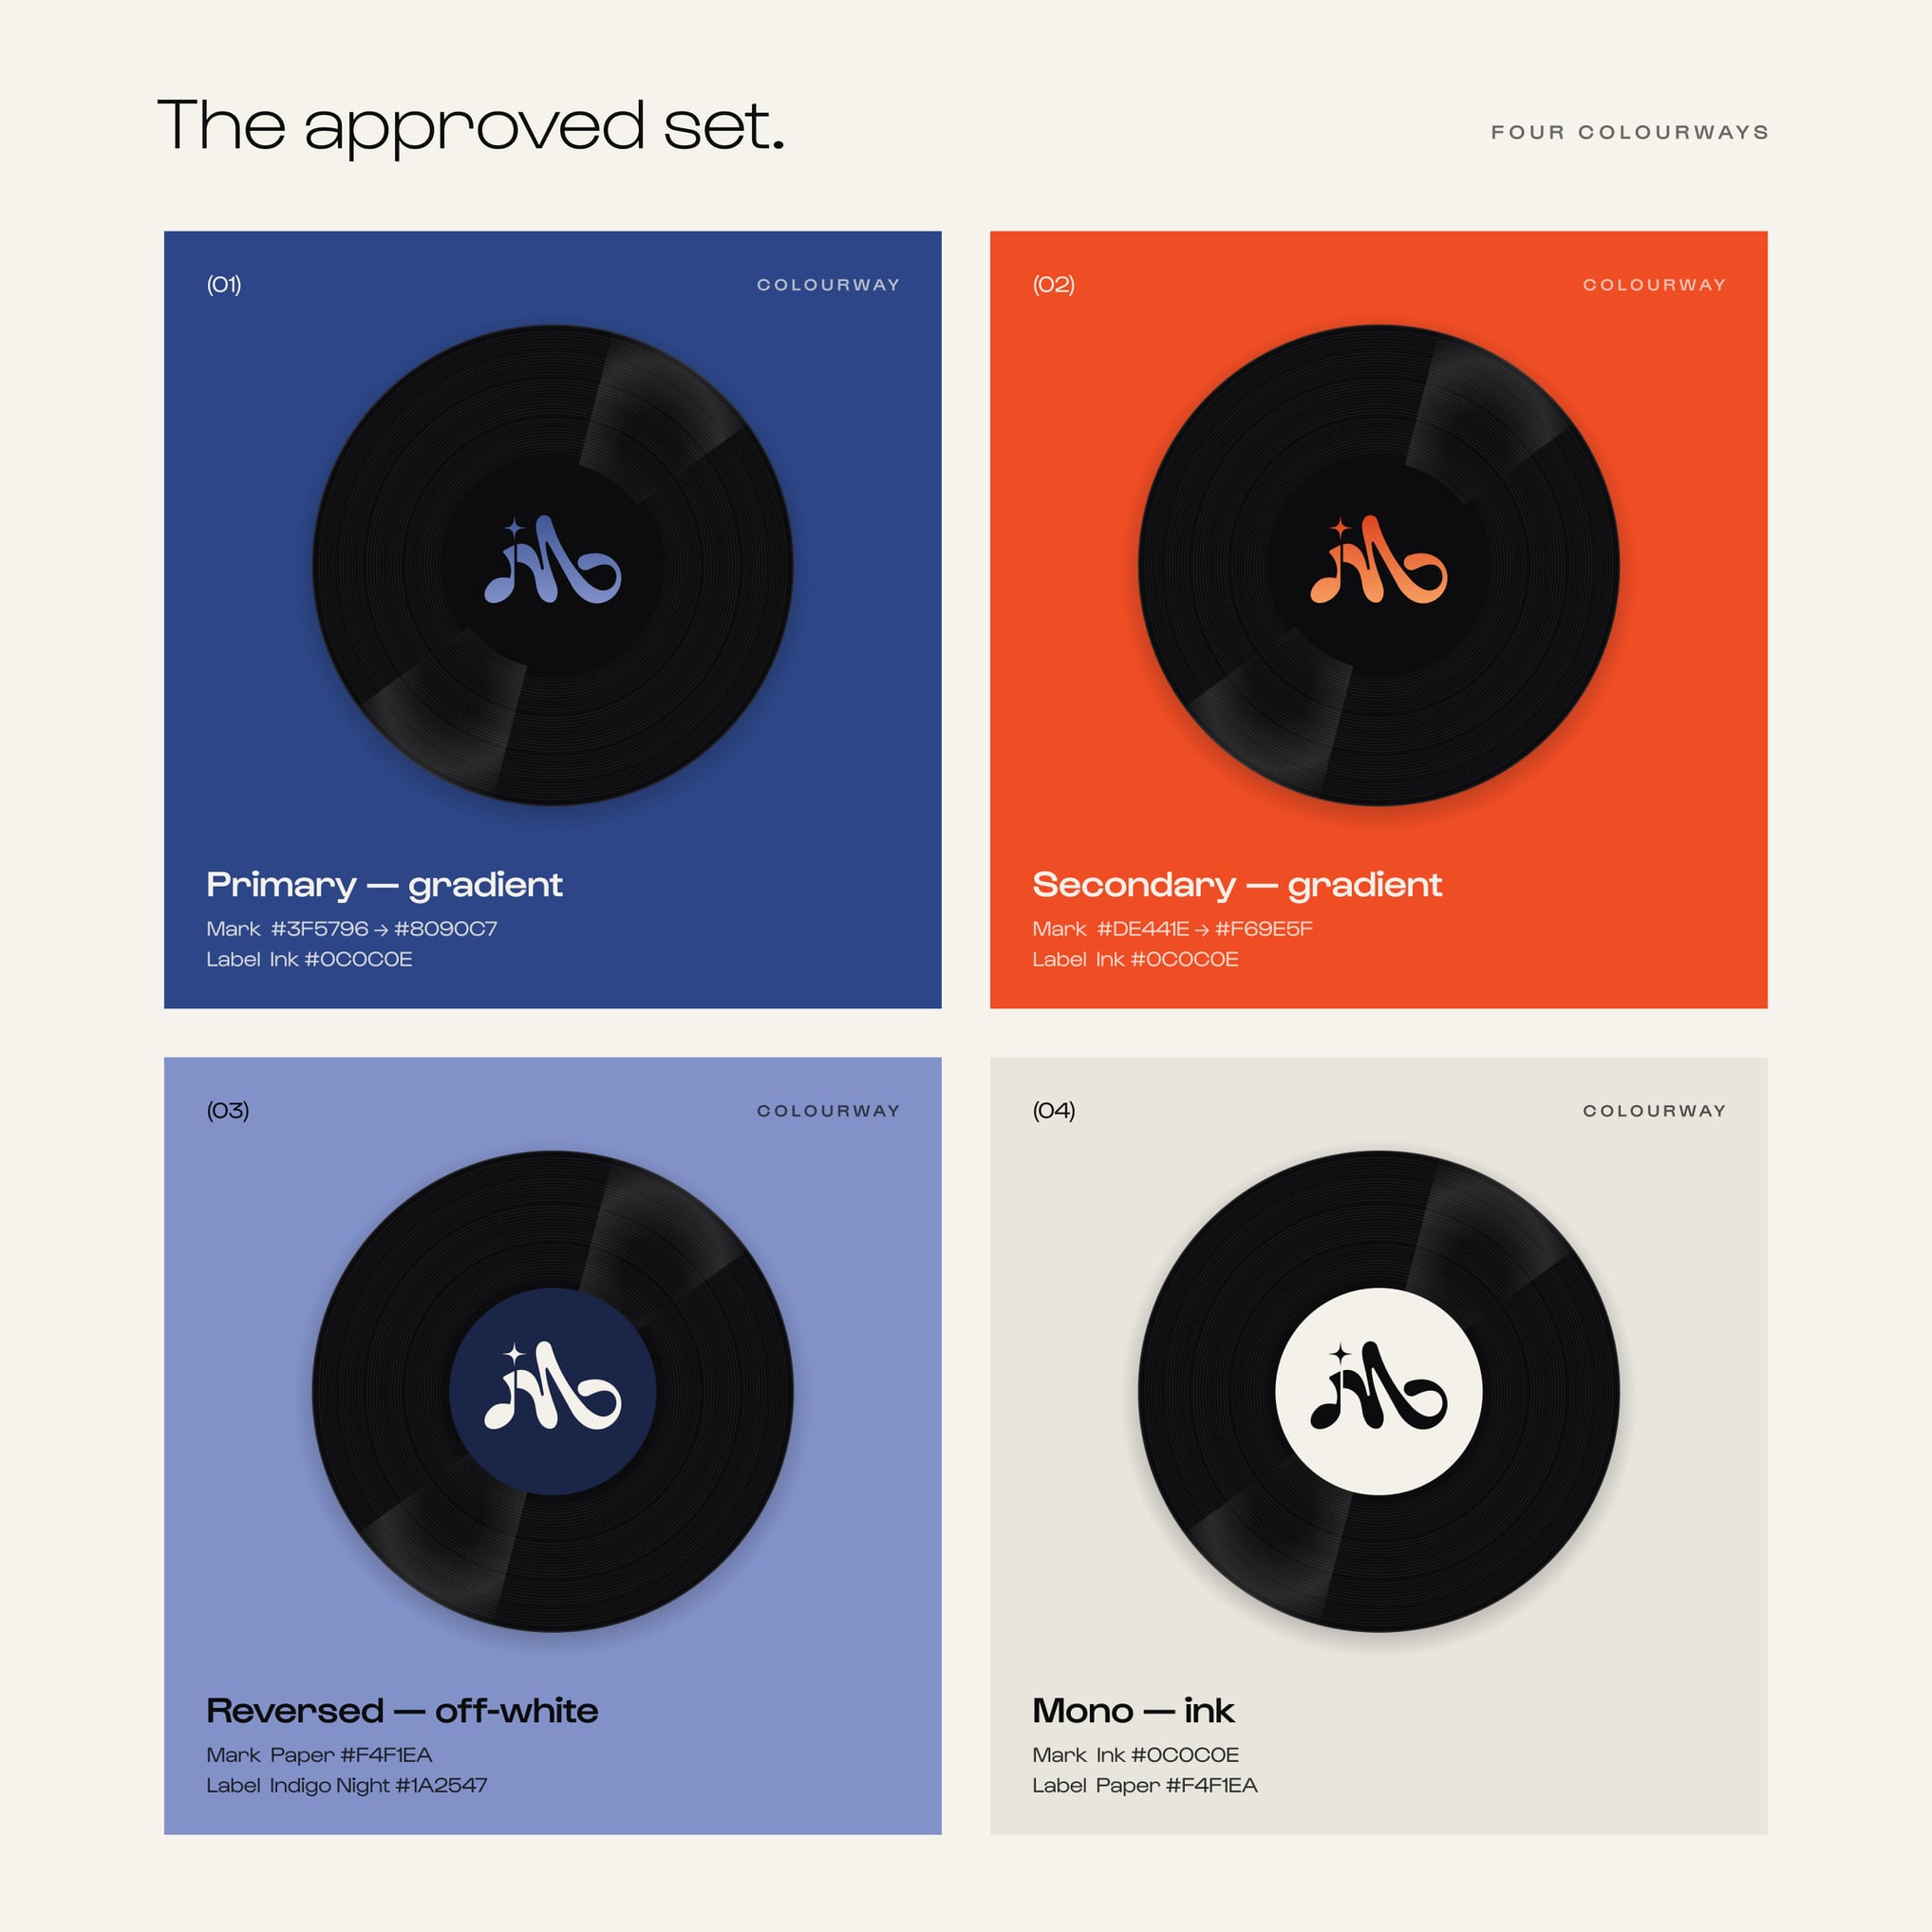 The approved set.
FOUR COLOURWAYS
(01)
COLOURWAY
Primary — gradient
Mark #3F5796 → #8090C7
Label Ink #0C0C0E
(02)
COLOURWAY
Secondary — gradient
Mark #DE441E → #F69E5F
Label Ink #0C0C0E
(03)
COLOURWAY
Reversed — off-white
Mark Paper #F4F1EA
Label Indigo Night #1A2547
(04)
COLOURWAY
Mono — ink
Mark Ink #0C0C0E
Label Paper #F4F1EA